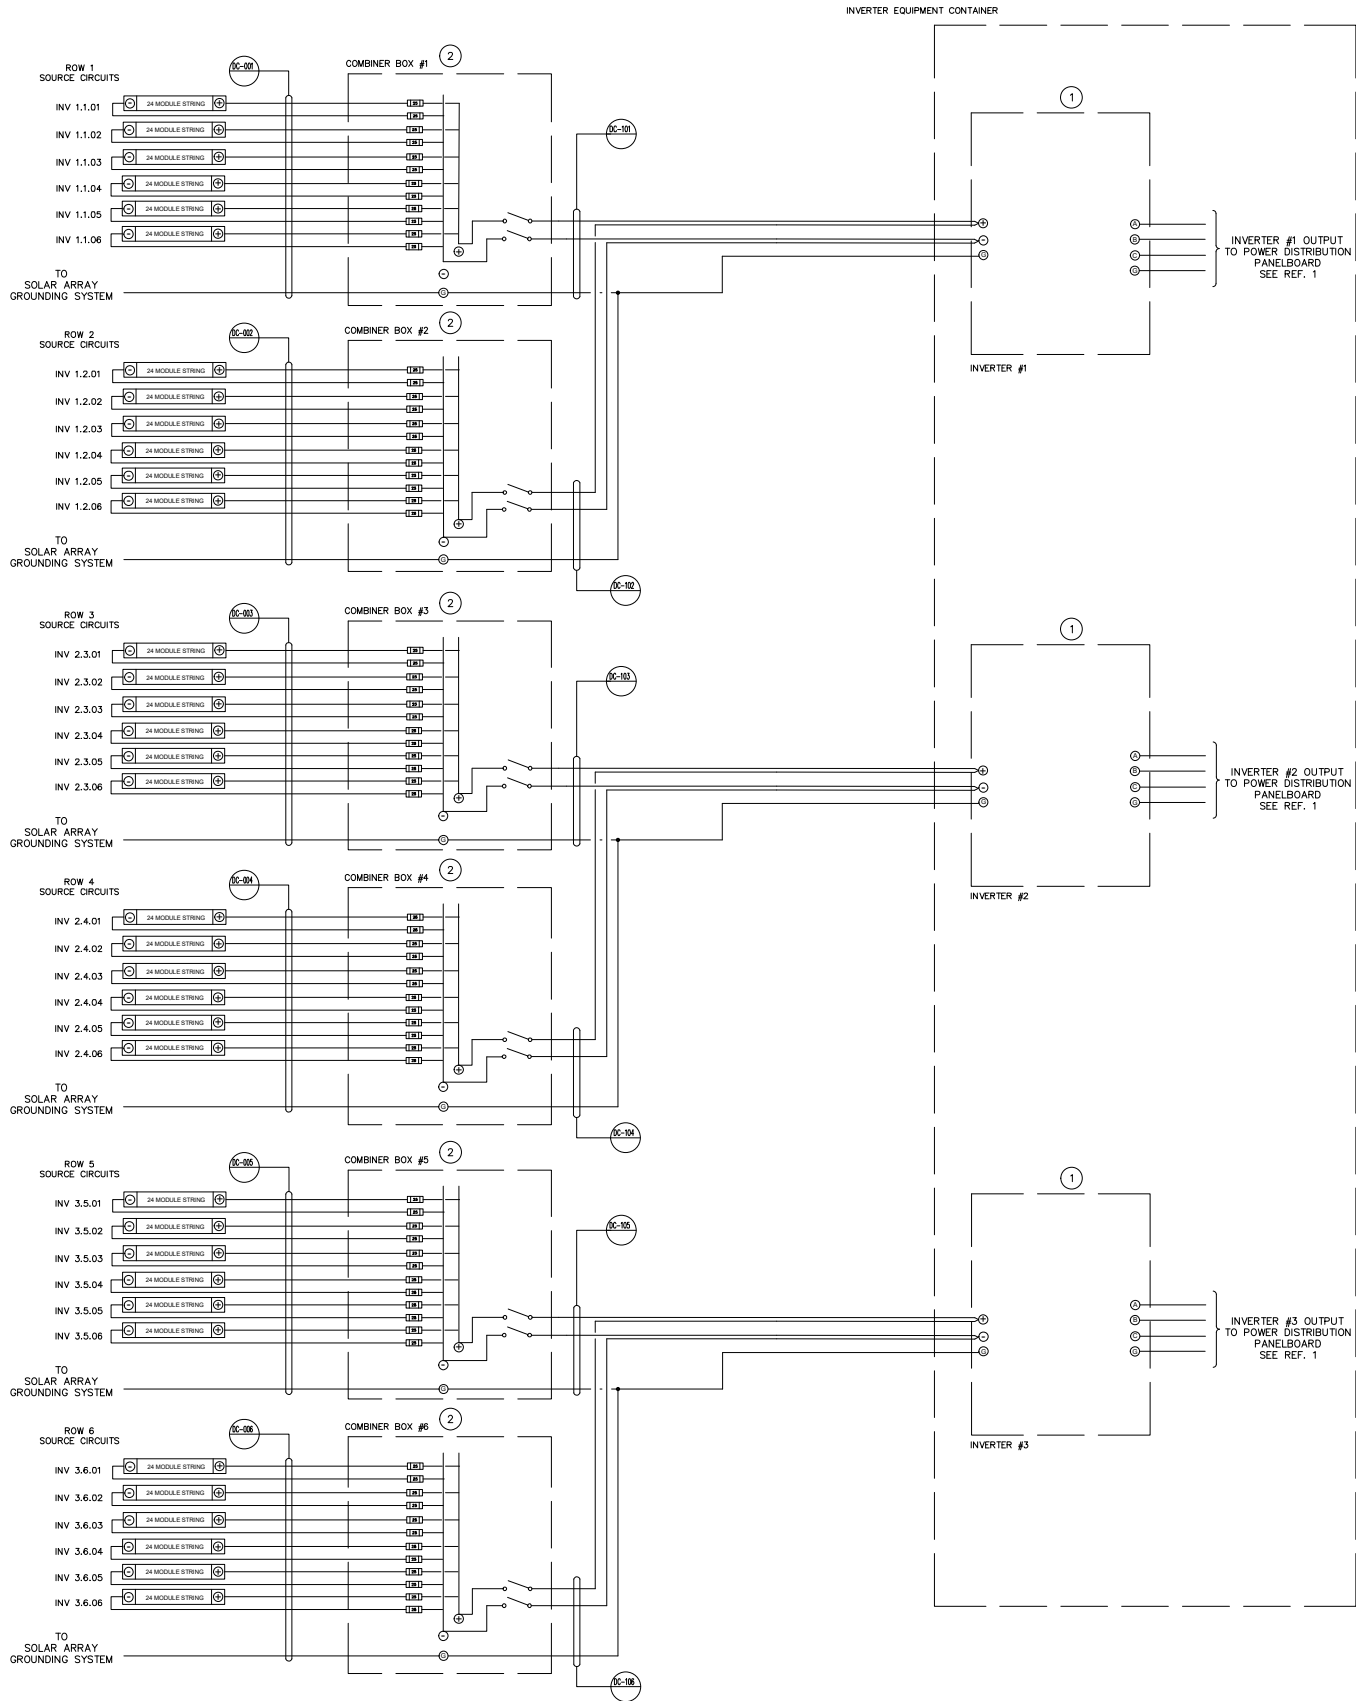 INVERTER EQUIPMENT CONTAINER
ROW 1
SOURCE CIRCUITS
DC-001
COMBINER BOX #1
2
INV 1.1.01
- 24 MODULE STRING +
INV 1.1.02
- 24 MODULE STRING +
INV 1.1.03
- 24 MODULE STRING +
INV 1.1.04
- 24 MODULE STRING +
INV 1.1.05
- 24 MODULE STRING +
INV 1.1.06
- 24 MODULE STRING +
+
-
G
TO
SOLAR ARRAY
GROUNDING SYSTEM
DC-101
1
+
-
G
A
B
C
G
INVERTER #1 OUTPUT
TO POWER DISTRIBUTION
PANELBOARD
SEE REF. 1
INVERTER #1
ROW 2
SOURCE CIRCUITS
DC-002
COMBINER BOX #2
2
INV 1.2.01
- 24 MODULE STRING +
INV 1.2.02
- 24 MODULE STRING +
INV 1.2.03
- 24 MODULE STRING +
INV 1.2.04
- 24 MODULE STRING +
INV 1.2.05
- 24 MODULE STRING +
INV 1.2.06
- 24 MODULE STRING +
+
-
G
TO
SOLAR ARRAY
GROUNDING SYSTEM
DC-102
ROW 3
SOURCE CIRCUITS
DC-003
COMBINER BOX #3
2
INV 2.3.01
- 24 MODULE STRING +
INV 2.3.02
- 24 MODULE STRING +
INV 2.3.03
- 24 MODULE STRING +
INV 2.3.04
- 24 MODULE STRING +
INV 2.3.05
- 24 MODULE STRING +
INV 2.3.06
- 24 MODULE STRING +
+
-
G
TO
SOLAR ARRAY
GROUNDING SYSTEM
DC-103
1
+
-
G
A
B
C
G
INVERTER #2 OUTPUT
TO POWER DISTRIBUTION
PANELBOARD
SEE REF. 1
INVERTER #2
ROW 4
SOURCE CIRCUITS
DC-004
COMBINER BOX #4
2
INV 2.4.01
- 24 MODULE STRING +
INV 2.4.02
- 24 MODULE STRING +
INV 2.4.03
- 24 MODULE STRING +
INV 2.4.04
- 24 MODULE STRING +
INV 2.4.05
- 24 MODULE STRING +
INV 2.4.06
- 24 MODULE STRING +
+
-
G
TO
SOLAR ARRAY
GROUNDING SYSTEM
DC-104
ROW 5
SOURCE CIRCUITS
DC-005
COMBINER BOX #5
2
INV 3.5.01
- 24 MODULE STRING +
INV 3.5.02
- 24 MODULE STRING +
INV 3.5.03
- 24 MODULE STRING +
INV 3.5.04
- 24 MODULE STRING +
INV 3.5.05
- 24 MODULE STRING +
INV 3.5.06
- 24 MODULE STRING +
+
-
G
TO
SOLAR ARRAY
GROUNDING SYSTEM
DC-105
1
+
-
G
A
B
C
G
INVERTER #3 OUTPUT
TO POWER DISTRIBUTION
PANELBOARD
SEE REF. 1
INVERTER #3
ROW 6
SOURCE CIRCUITS
DC-006
COMBINER BOX #6
2
INV 3.6.01
- 24 MODULE STRING +
INV 3.6.02
- 24 MODULE STRING +
INV 3.6.03
- 24 MODULE STRING +
INV 3.6.04
- 24 MODULE STRING +
INV 3.6.05
- 24 MODULE STRING +
INV 3.6.06
- 24 MODULE STRING +
+
-
G
TO
SOLAR ARRAY
GROUNDING SYSTEM
DC-106